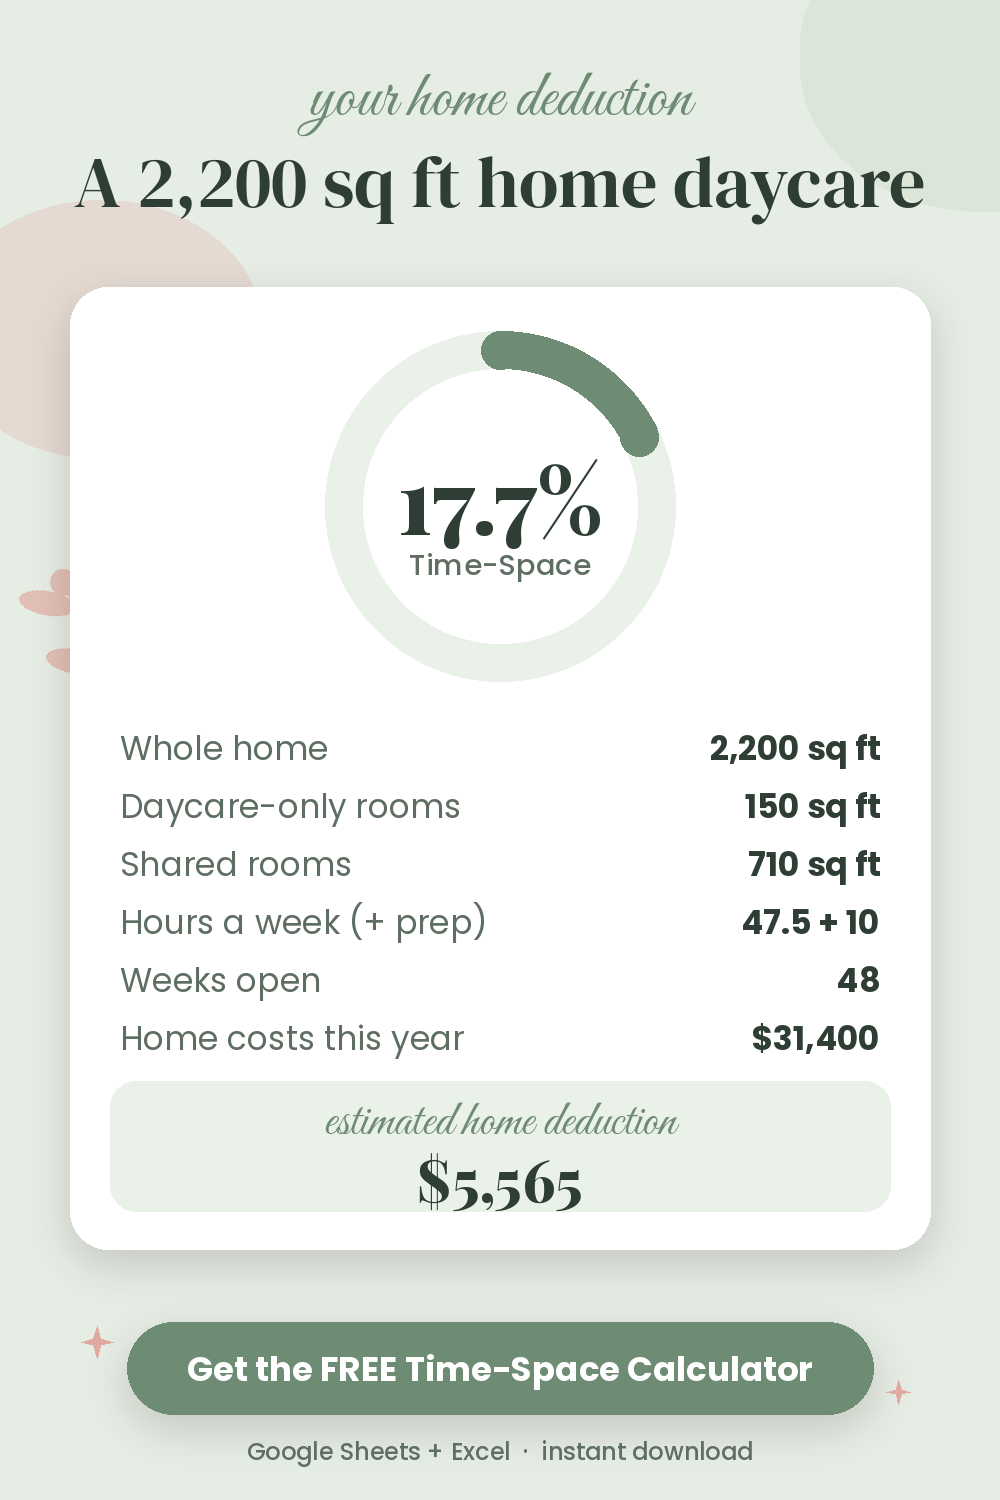 your home deduction
A 2,200 sq ft home daycare
17.7%
Time-Space
Whole home 2,200 sq ft
Daycare-only rooms 150 sq ft
Shared rooms 710 sq ft
Hours a week (+ prep) 47.5 + 10
Weeks open 48
Home costs this year $31,400
estimated home deduction
$5,565
Get the FREE Time-Space Calculator
Google Sheets + Excel · instant download